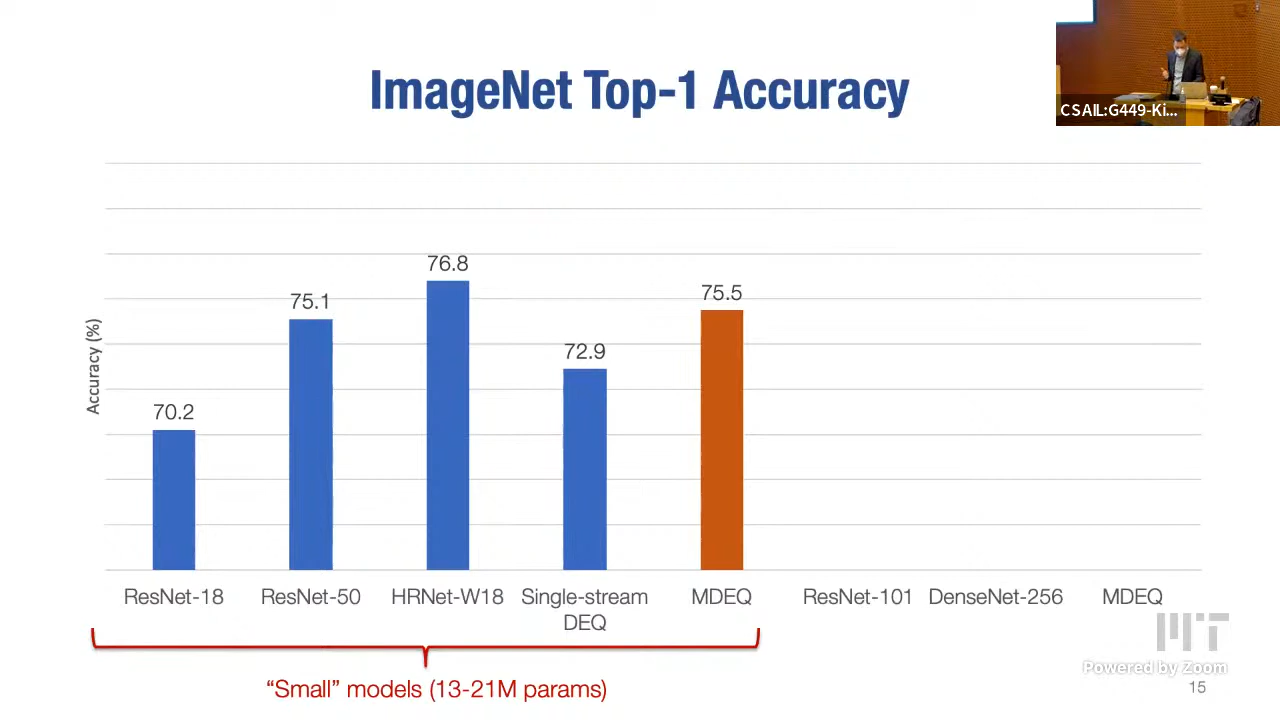 ImageNet Top-1 Accuracy
CSAIL:G449-Ki...
Accuracy (%)
70.2
75.1
76.8
72.9
75.5
ResNet-18
ResNet-50
HRNet-W18
Single-stream
DEQ
MDEQ
ResNet-101
DenseNet-256
MDEQ
"Small" models (13-21M params)
MIT
Powered by Zoom
15